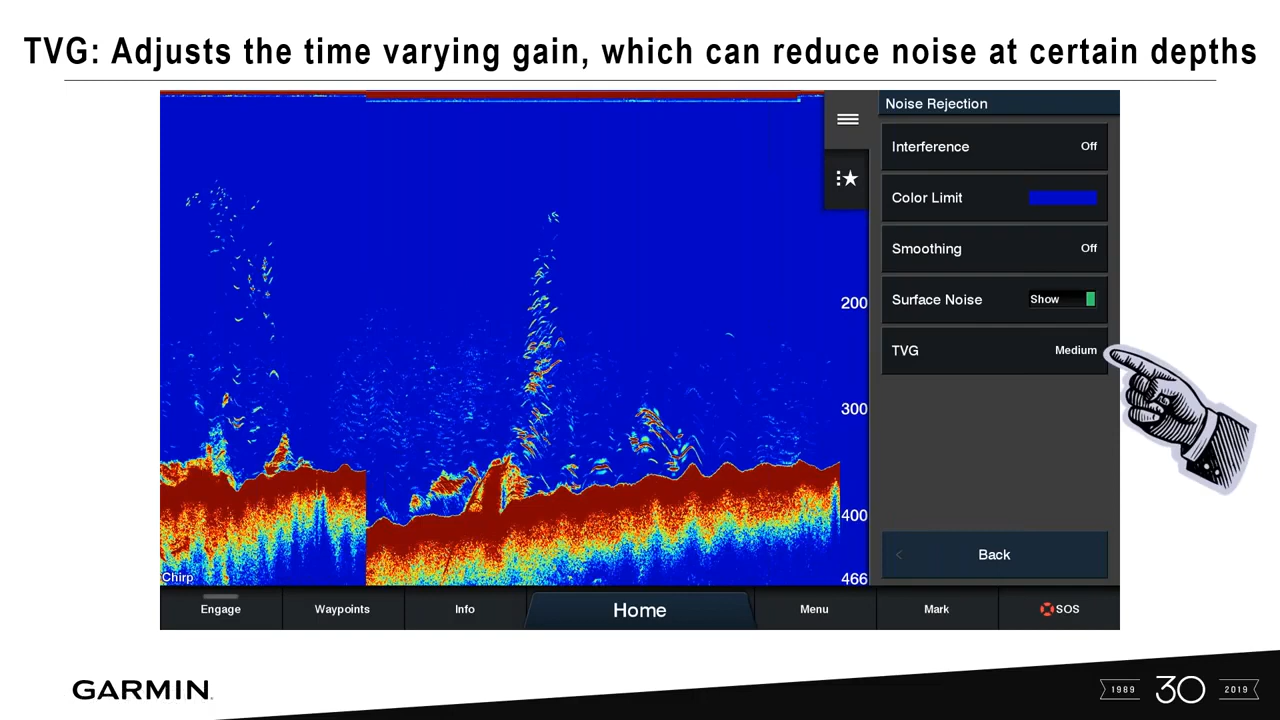 TVG: Adjusts the time varying gain, which can reduce noise at certain depths
Noise Rejection
Interference Off
Color Limit
Smoothing Off
Surface Noise Show
TVG Medium
Back
200
300
400
466
Chirp
Engage Waypoints Info Home Menu Mark SOS
GARMIN.
1989 30 2019